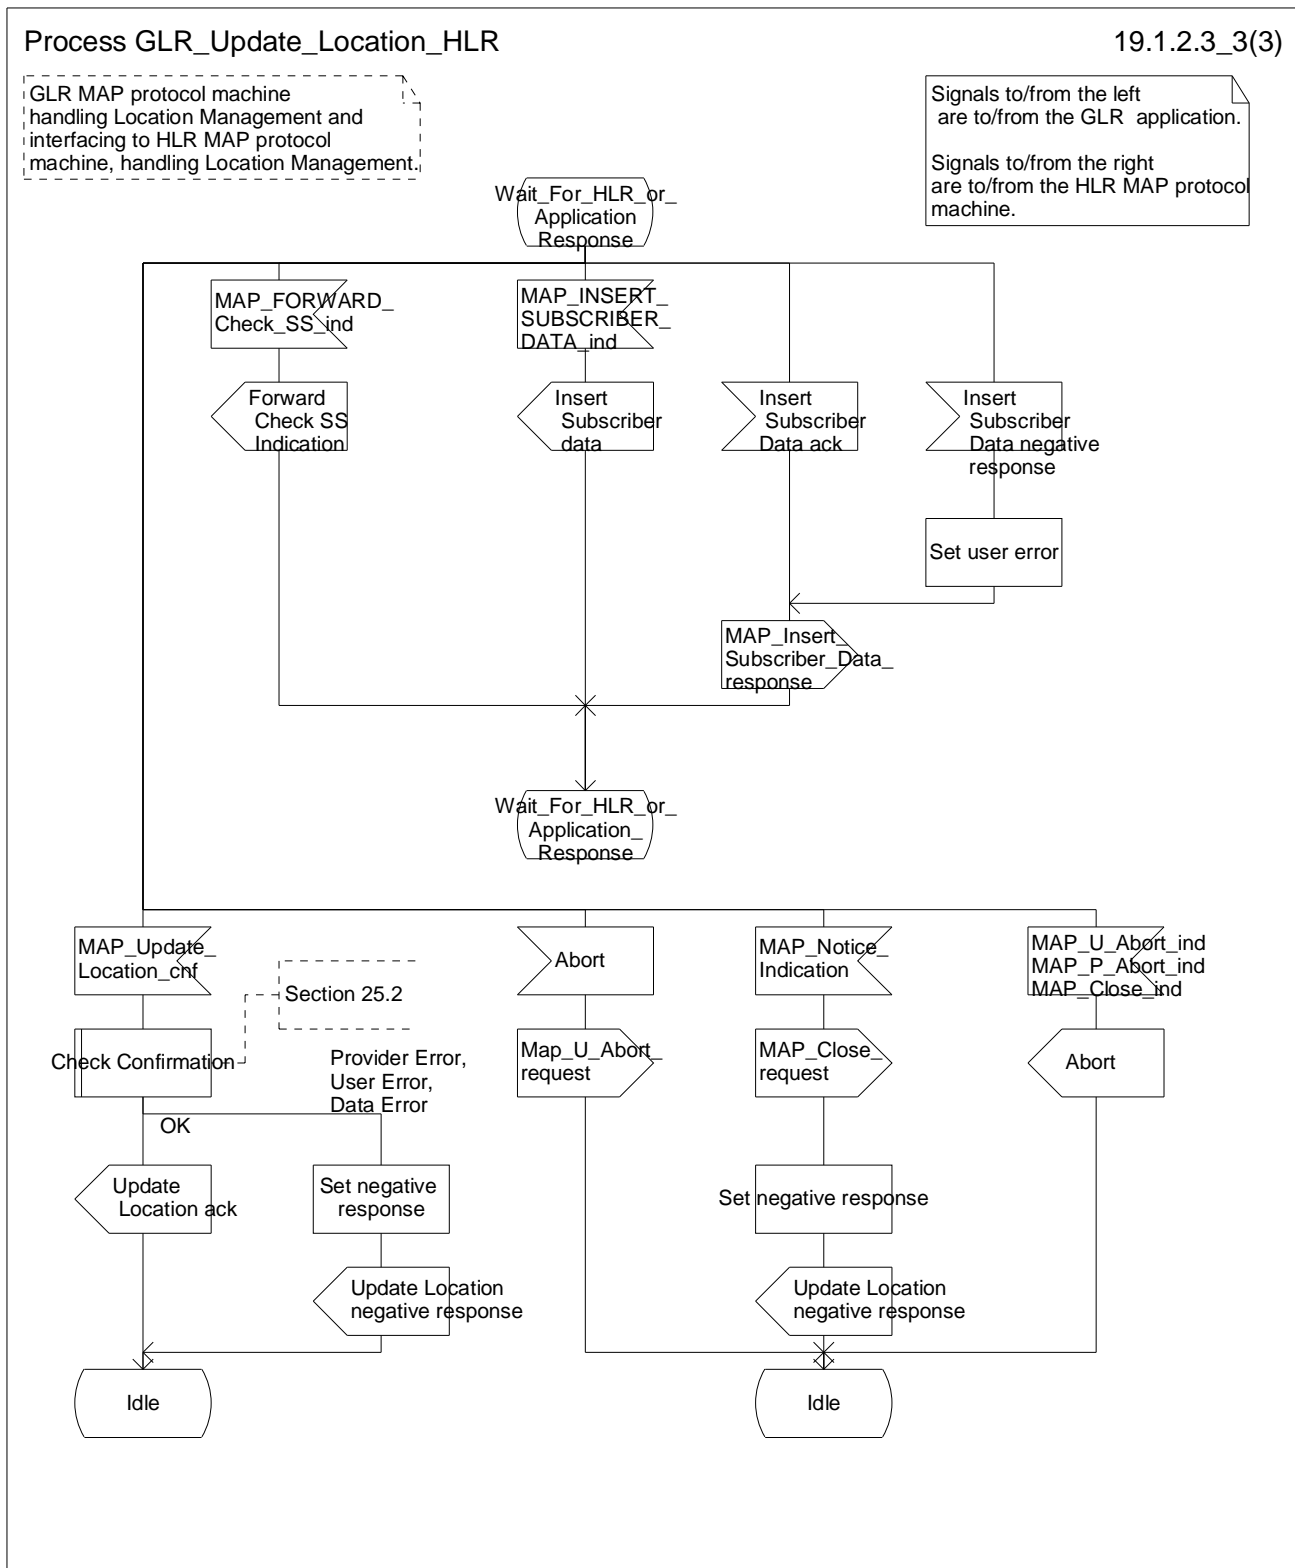 Process GLR_Update_Location_HLR
19.1.2.3_3(3)
GLR MAP protocol machine
handling Location Management and
interfacing to HLR MAP protocol
machine, handling Location Management.
Signals to/from the left
are to/from the GLR application.
Signals to/from the right
are to/from the HLR MAP protocol
machine.
Wait_For_HLR_or_
Application
Response
MAP_FORWARD_
Check_SS_ind
MAP_INSERT_
SUBSCRIBER_
DATA_ind
Forward
Check SS
Indication
Insert
Subscriber
data
Insert
Subscriber
Data ack
Insert
Subscriber
Data negative
response
Set user error
MAP_Insert_
Subscriber_Data_
response
Wait_For_HLR_or_
Application_
Response
MAP_Update_
Location_cnf
Section 25.2
Abort
MAP_Notice_
Indication
MAP_U_Abort_ind
MAP_P_Abort_ind
MAP_Close_ind
Check Confirmation
Provider Error,
User Error,
Data Error
Map_U_Abort_
request
MAP_Close_
request
Abort
OK
Update
Location ack
Set negative
response
Set negative response
Update Location
negative response
Update Location
negative response
Idle
Idle